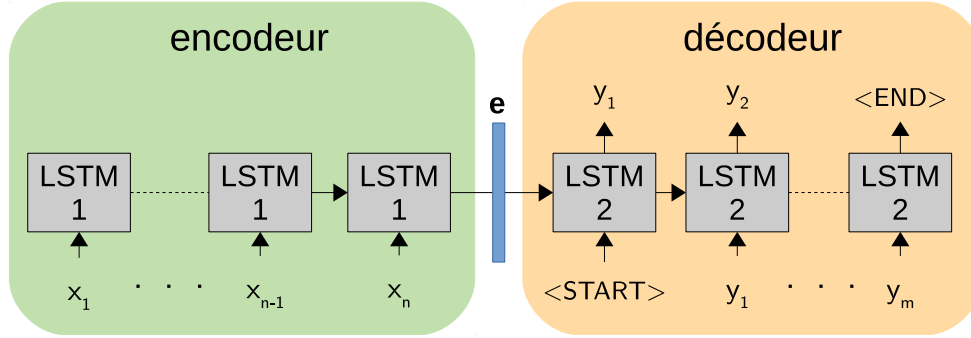 encodeur
décodeur
e
y1 y2 <END>
LSTM 1 LSTM 1 LSTM 1 LSTM 2 LSTM 2 LSTM 2
x1 . . . xn-1 xn <START> y1 . . . ym